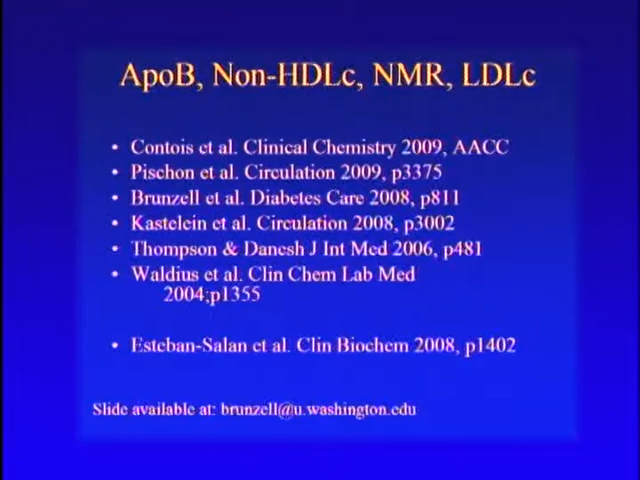 ApoB, Non-HDLc, NMR, LDLc
• Contois et al. Clinical Chemistry 2009, AACC
• Pischon et al. Circulation 2009, p3375
• Brunzell et al. Diabetes Care 2008, p811
• Kastelein et al. Circulation 2008, p3002
• Thompson & Danesh J Int Med 2006, p481
• Waldius et al. Clin Chem Lab Med
2004;p1355
• Esteban-Salan et al. Clin Biochem 2008, p1402
Slide available at: brunzell@u.washington.edu